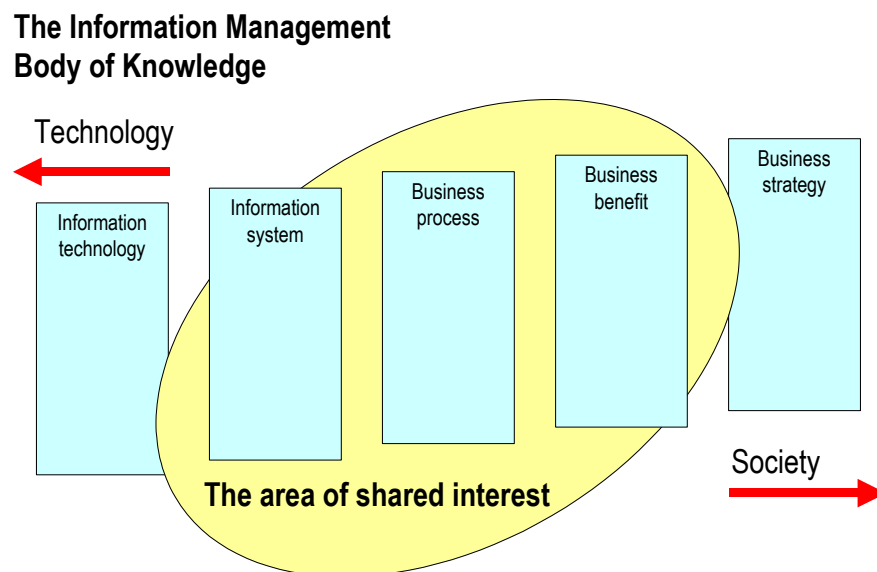 The Information Management
Body of Knowledge
Technology
Information
technology
Information
system
Business
process
Business
benefit
Business
strategy
Society
The area of shared interest